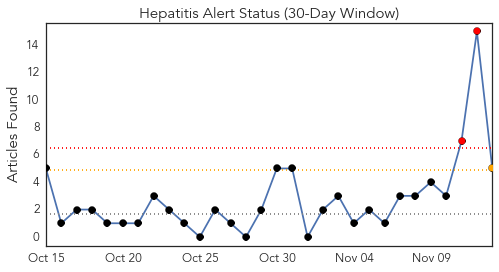 Hepatitis Alert Status (30-Day Window)
Articles Found
14
12
10
8
6
4
2
0
Oct 15 Oct 20 Oct 25 Oct 30 Nov 04 Nov 09